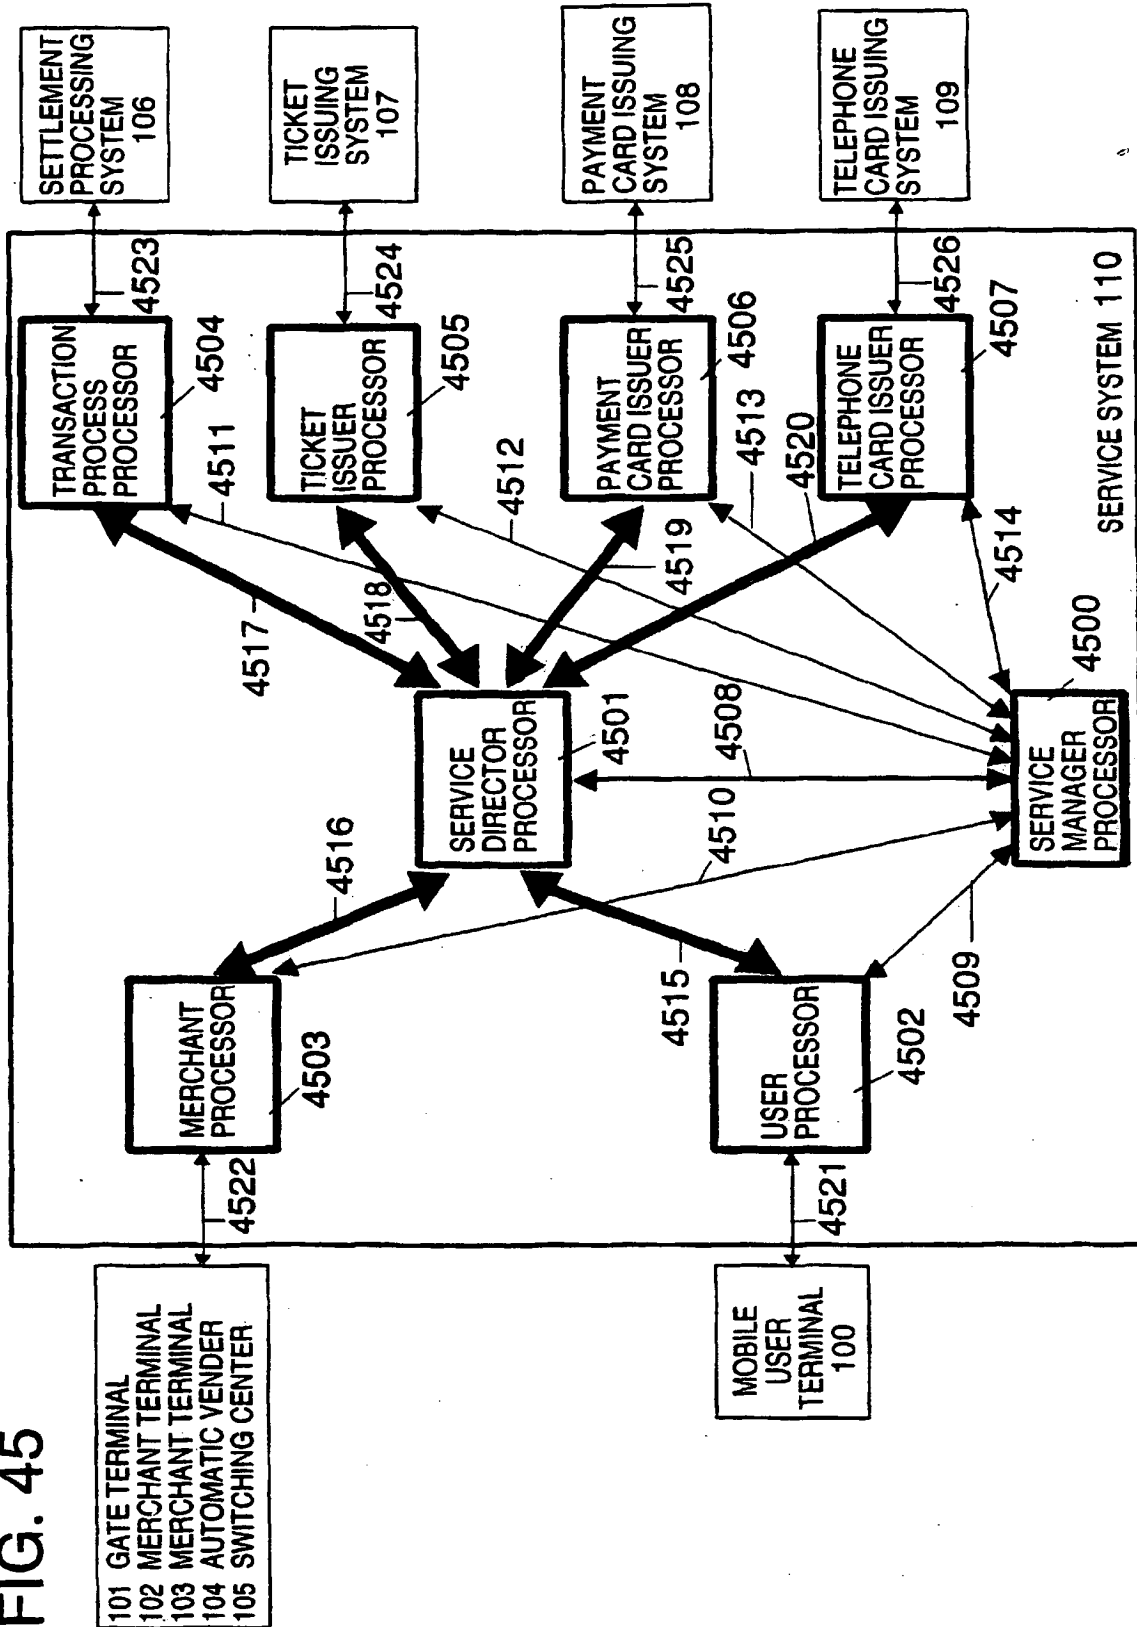 FIG. 45
101 GATE TERMINAL
102 MERCHANT TERMINAL
103 MERCHANT TERMINAL
104 AUTOMATIC VENDER
105 SWITCHING CENTER
4522
MERCHANT
PROCESSOR
4503
4516
MOBILE
USER
TERMINAL
100
4521
USER
PROCESSOR
4502
4515
4509
4510
SERVICE
DIRECTOR
PROCESSOR
4501
4508
SERVICE
MANAGER
PROCESSOR
4500
4517
4518
4519
4520
4511
4512
4513
4514
TRANSACTION
PROCESS
PROCESSOR
4504
4523
SETTLEMENT
PROCESSING
SYSTEM
106
TICKET
ISSUER
PROCESSOR
4505
4524
TICKET
ISSUING
SYSTEM
107
PAYMENT
CARD ISSUER
PROCESSOR
4506
4525
PAYMENT
CARD ISSUING
SYSTEM
108
TELEPHONE
CARD ISSUER
PROCESSOR
4507
4526
TELEPHONE
CARD ISSUING
SYSTEM
109
SERVICE SYSTEM 110